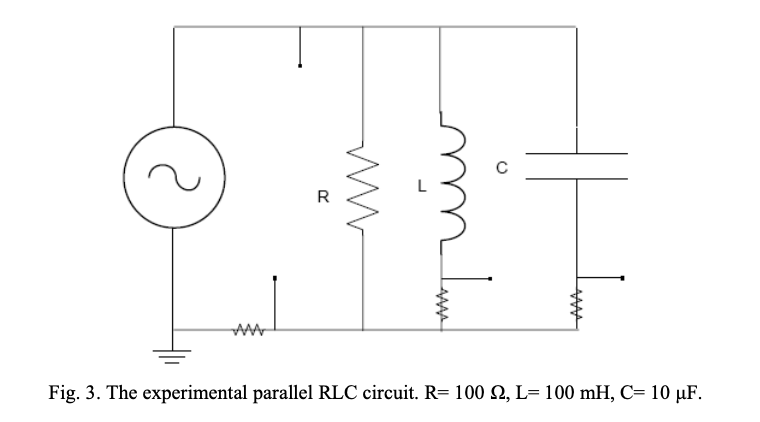 C
L
R
Fig. 3. The experimental parallel RLC circuit. R= 100 Ω, L= 100 mH, C= 10 μF.